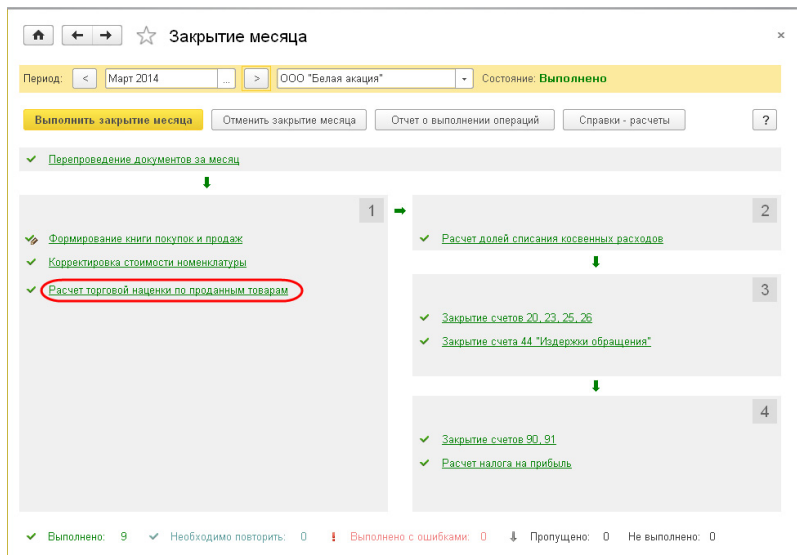 Закрытие месяца
Период: < Март 2014 ... > ООО "Белая акация" Состояние: Выполнено
Выполнить закрытие месяца Отменить закрытие месяца Отчет о выполнении операций Справки - расчеты ?
Перепроведение документов за месяц
1
2
Формирование книги покупок и продаж
Корректировка стоимости номенклатуры
Расчет торговой наценки по проданным товарам
Расчет долей списания косвенных расходов
3
Закрытие счетов 20, 23, 25, 26
Закрытие счета 44 "Издержки обращения"
4
Закрытие счетов 90, 91
Расчет налога на прибыль
Выполнено: 9 Необходимо повторить: 0 Выполнено с ошибками: 0 Пропущено: 0 Не выполнено: 0